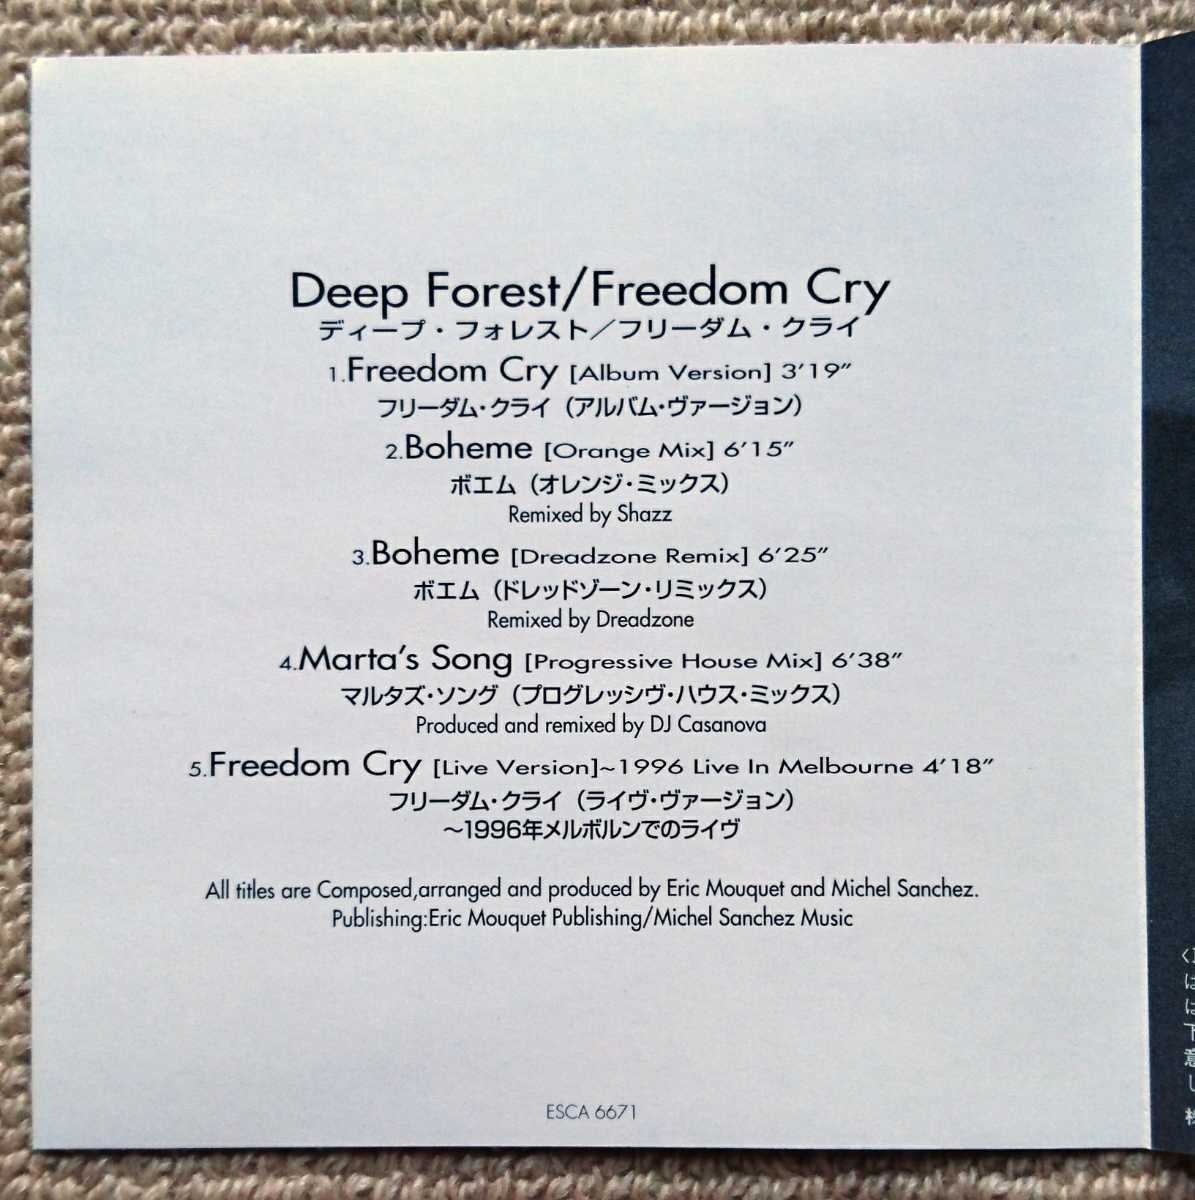 Deep Forest/Freedom Cry
ディープ・フォレスト/フリーダム・クライ
1.Freedom Cry [Album Version] 3′19″
フリーダム・クライ（アルバム・ヴァージョン）
2.Boheme [Orange Mix] 6′15″
ボエム（オレンジ・ミックス）
Remixed by Shazz
3.Boheme [Dreadzone Remix] 6′25″
ボエム（ドレッドゾーン・リミックス）
Remixed by Dreadzone
4.Marta's Song [Progressive House Mix] 6′38″
マルタズ・ソング（プログレッシヴ・ハウス・ミックス）
Produced and remixed by DJ Casanova
5.Freedom Cry [Live Version]~1996 Live In Melbourne 4′18″
フリーダム・クライ（ライヴ・ヴァージョン）
～1996年メルボルンでのライヴ
All titles are Composed,arranged and produced by Eric Mouquet and Michel Sanchez.
Publishing:Eric Mouquet Publishing/Michel Sanchez Music
ESCA 6671
は
は
下
意
し